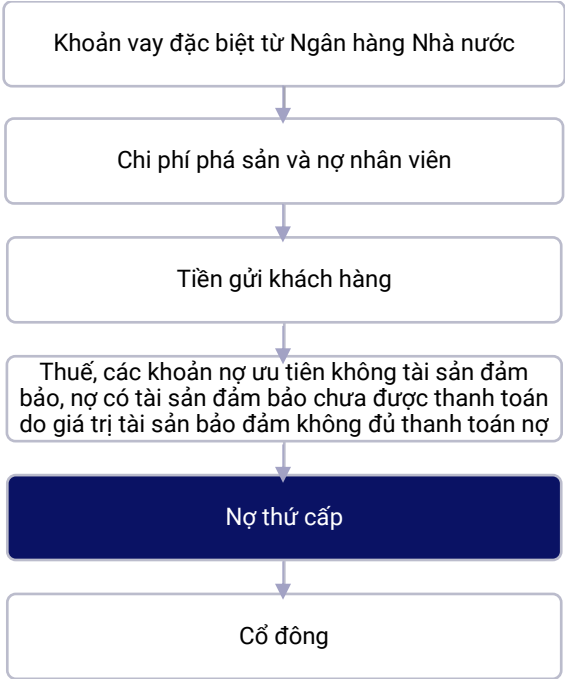 Khoản vay đặc biệt từ Ngân hàng Nhà nước
Chi phí phá sản và nợ nhân viên
Tiền gửi khách hàng
Thuế, các khoản nợ ưu tiên không tài sản đảm
bảo, nợ có tài sản đảm bảo chưa được thanh toán
do giá trị tài sản bảo đảm không đủ thanh toán nợ
Nợ thứ cấp
Cổ đông